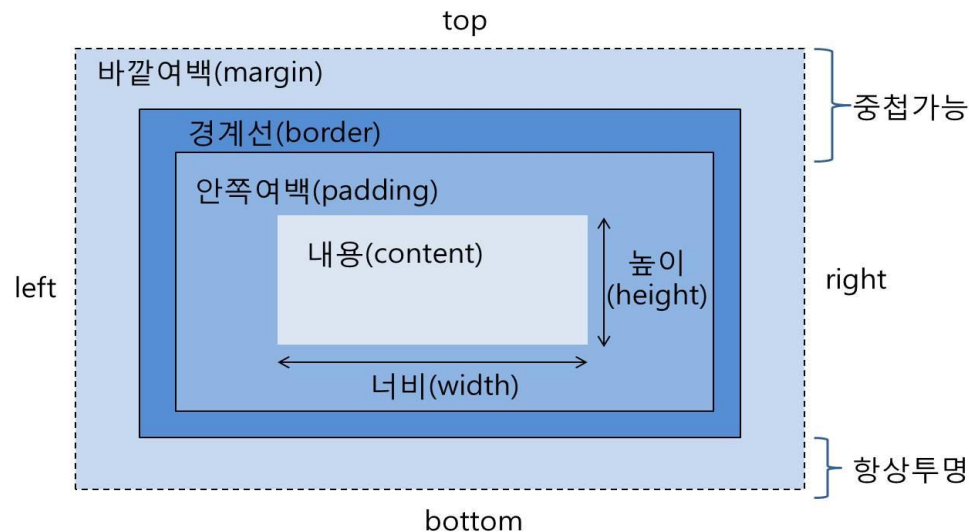 top
바깥여백(margin)
중첩가능
경계선(border)
안쪽여백(padding)
내용(content)
높이
(height)
left
right
너비(width)
항상투명
bottom